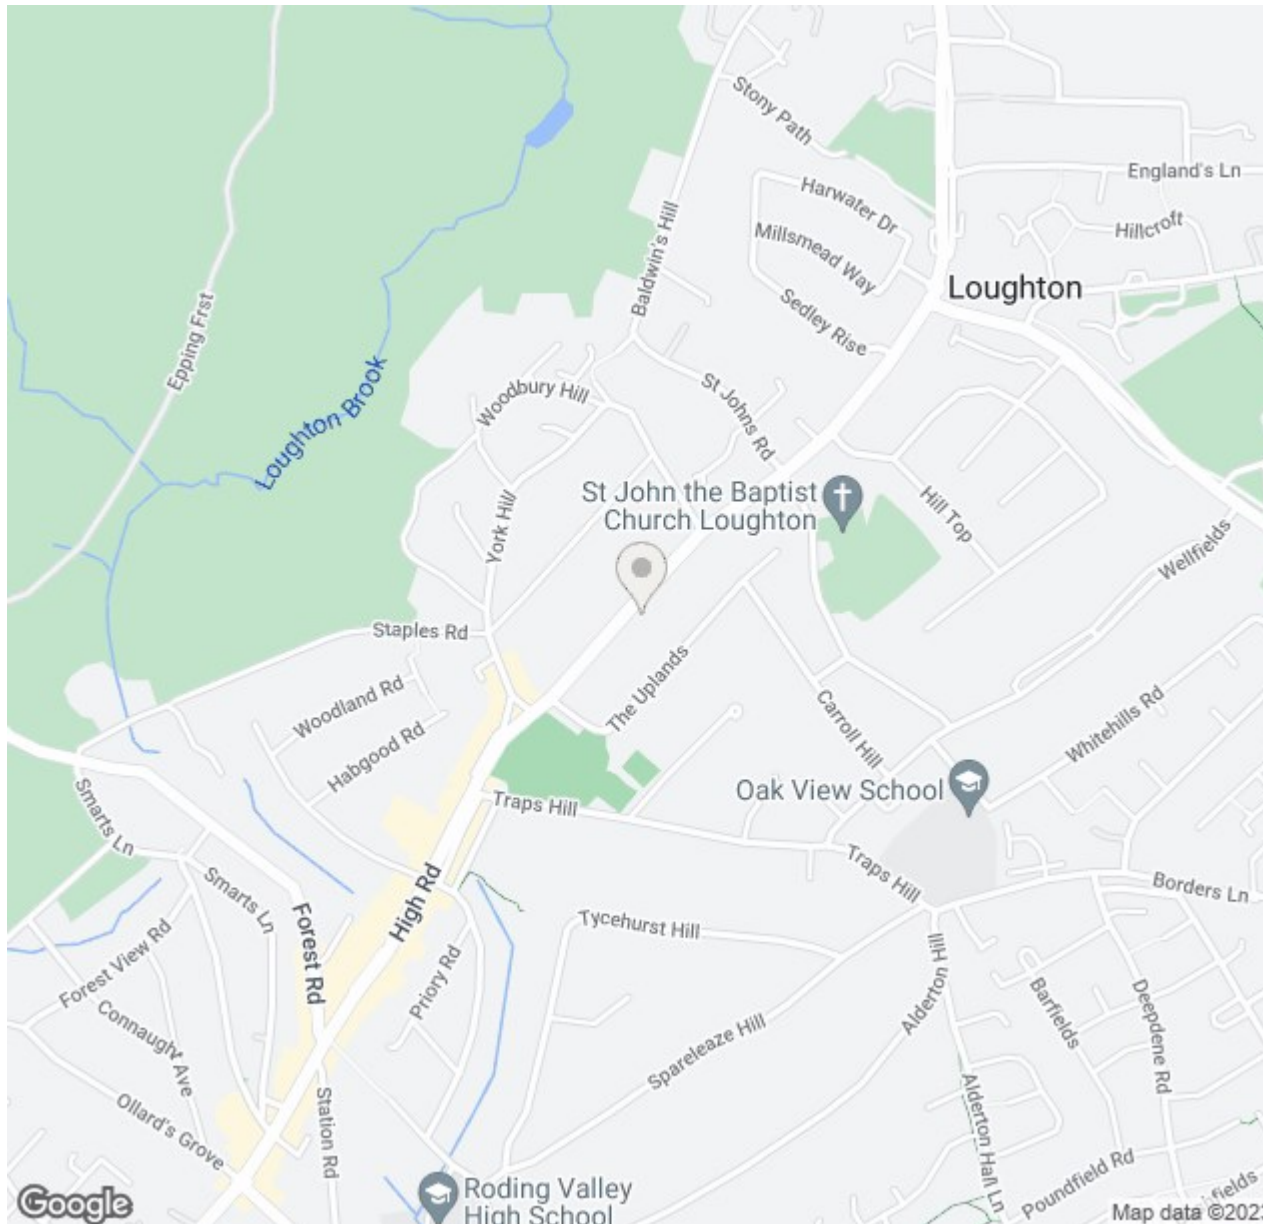 Stony Path
England's Ln
Harwater Dr
Hillcroft
Millsmead Way
Baldwin's Hill
Loughton
Sedley Rise
Epping Frst
Loughton Brook
Woodbury Hill
St Johns Rd
St John the Baptist
Church Loughton
Hill Top
York Hill
Wellfields
Staples Rd
The Uplands
Woodland Rd
Carroll Hill
Whitehills Rd
Habgood Rd
Oak View School
Traps Hill
Smarts Ln
Traps Hill
Borders Ln
Smarts Ln
High Rd
Tycehurst Hill
Forest Rd
Forest View Rd
Priory Rd
Alderton Hill
Barfields
Deepdene Rd
Connaught Ave
Spareleaze Hill
Ollard's Grove
Station Rd
Alderton Hall Ln
Poundfield Rd
Roding Valley
High School
Google
Map data ©202